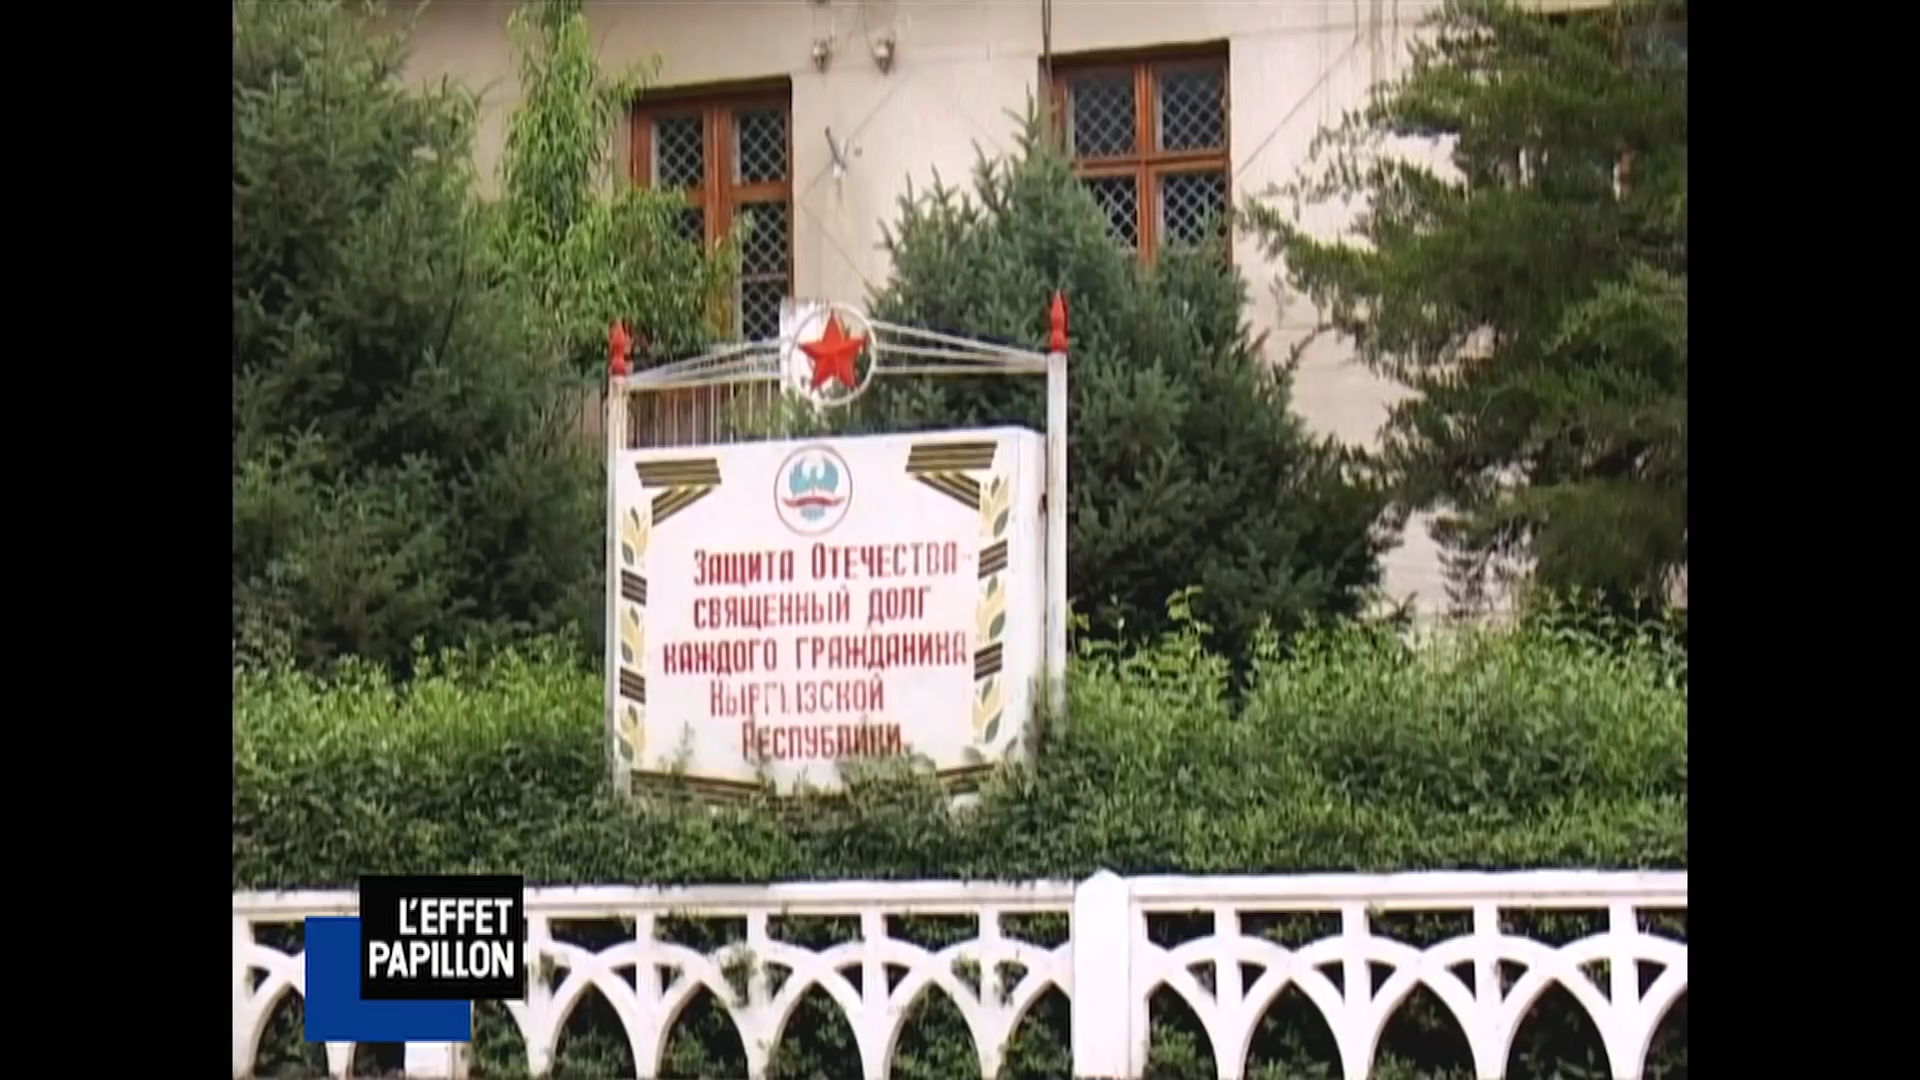 Защита Отечества -
священный долг
каждого гражданина
Кыргызской
Республики.
L'EFFET
PAPILLON